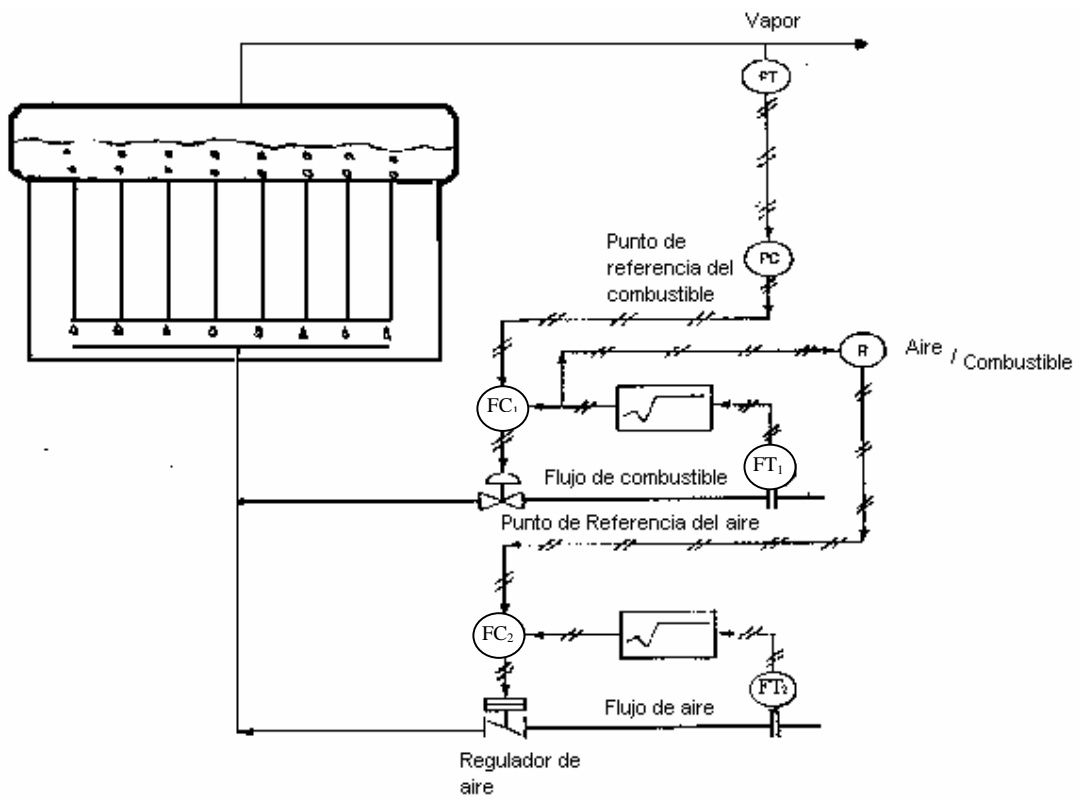 Vapor
PT
Punto de
referencia del
combustible
PC
R
Aire / Combustible
FC₁
FT₁
Flujo de combustible
Punto de Referencia del aire
FC₂
FT₂
Flujo de aire
Regulador de
aire